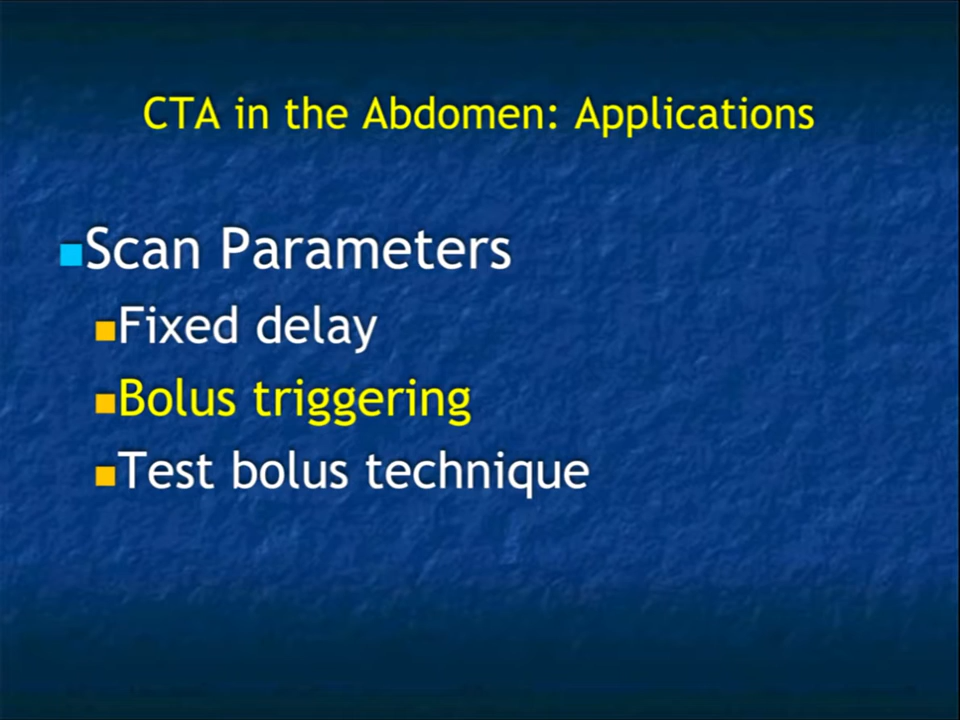 CTA in the Abdomen: Applications
Scan Parameters
Fixed delay
Bolus triggering
Test bolus technique